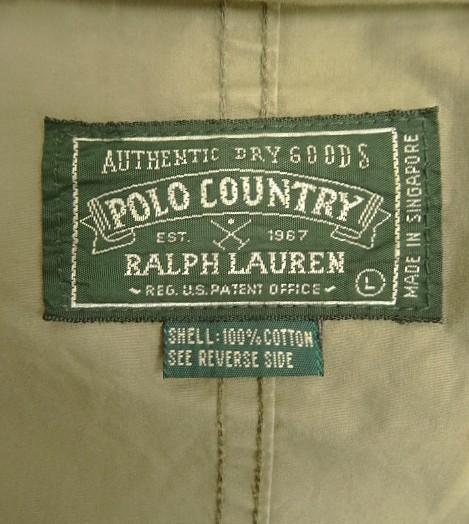 AUTHENTIC DRY GOODS
POLO COUNTRY
EST. 1967
RALPH LAUREN
~ REG. U.S. PATENT OFFICE ~
L
MADE IN SINGAPORE
SHELL: 100% COTTON
SEE REVERSE SIDE